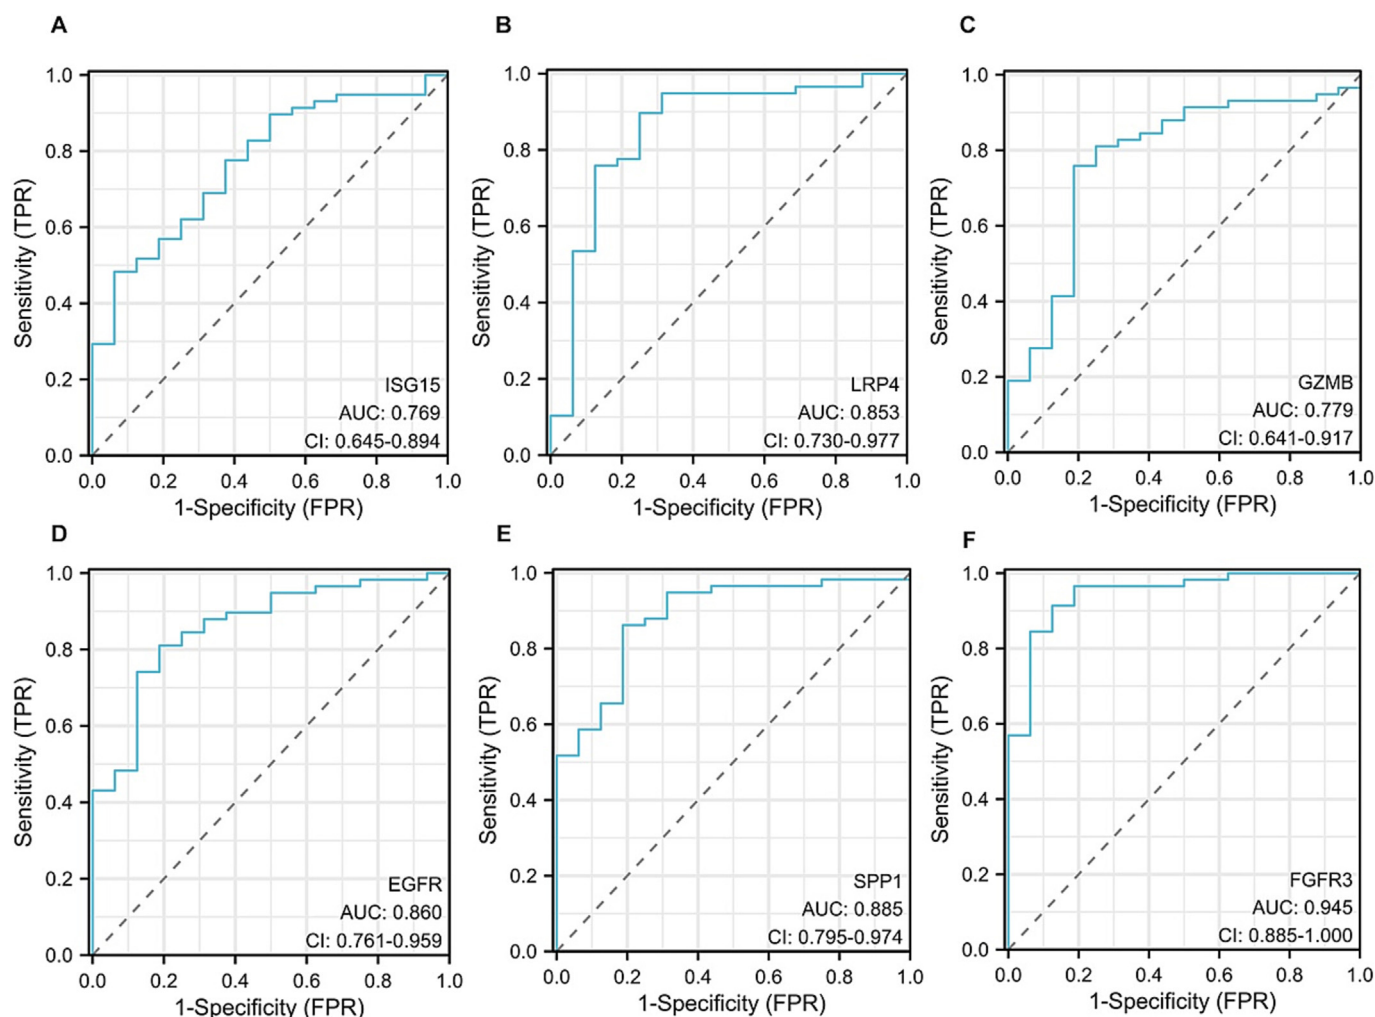 A
1.0
0.8
0.6
0.4
0.2
0.0
Sensitivity (TPR)
ISG15
AUC: 0.769
CI: 0.645-0.894
0.0 0.2 0.4 0.6 0.8 1.0
1-Specificity (FPR)
B
1.0
0.8
0.6
0.4
0.2
0.0
Sensitivity (TPR)
LRP4
AUC: 0.853
CI: 0.730-0.977
0.0 0.2 0.4 0.6 0.8 1.0
1-Specificity (FPR)
C
1.0
0.8
0.6
0.4
0.2
0.0
Sensitivity (TPR)
GZMB
AUC: 0.779
CI: 0.641-0.917
0.0 0.2 0.4 0.6 0.8 1.0
1-Specificity (FPR)
D
1.0
0.8
0.6
0.4
0.2
0.0
Sensitivity (TPR)
EGFR
AUC: 0.860
CI: 0.761-0.959
0.0 0.2 0.4 0.6 0.8 1.0
1-Specificity (FPR)
E
1.0
0.8
0.6
0.4
0.2
0.0
Sensitivity (TPR)
SPP1
AUC: 0.885
CI: 0.795-0.974
0.0 0.2 0.4 0.6 0.8 1.0
1-Specificity (FPR)
F
1.0
0.8
0.6
0.4
0.2
0.0
Sensitivity (TPR)
FGFR3
AUC: 0.945
CI: 0.885-1.000
0.0 0.2 0.4 0.6 0.8 1.0
1-Specificity (FPR)